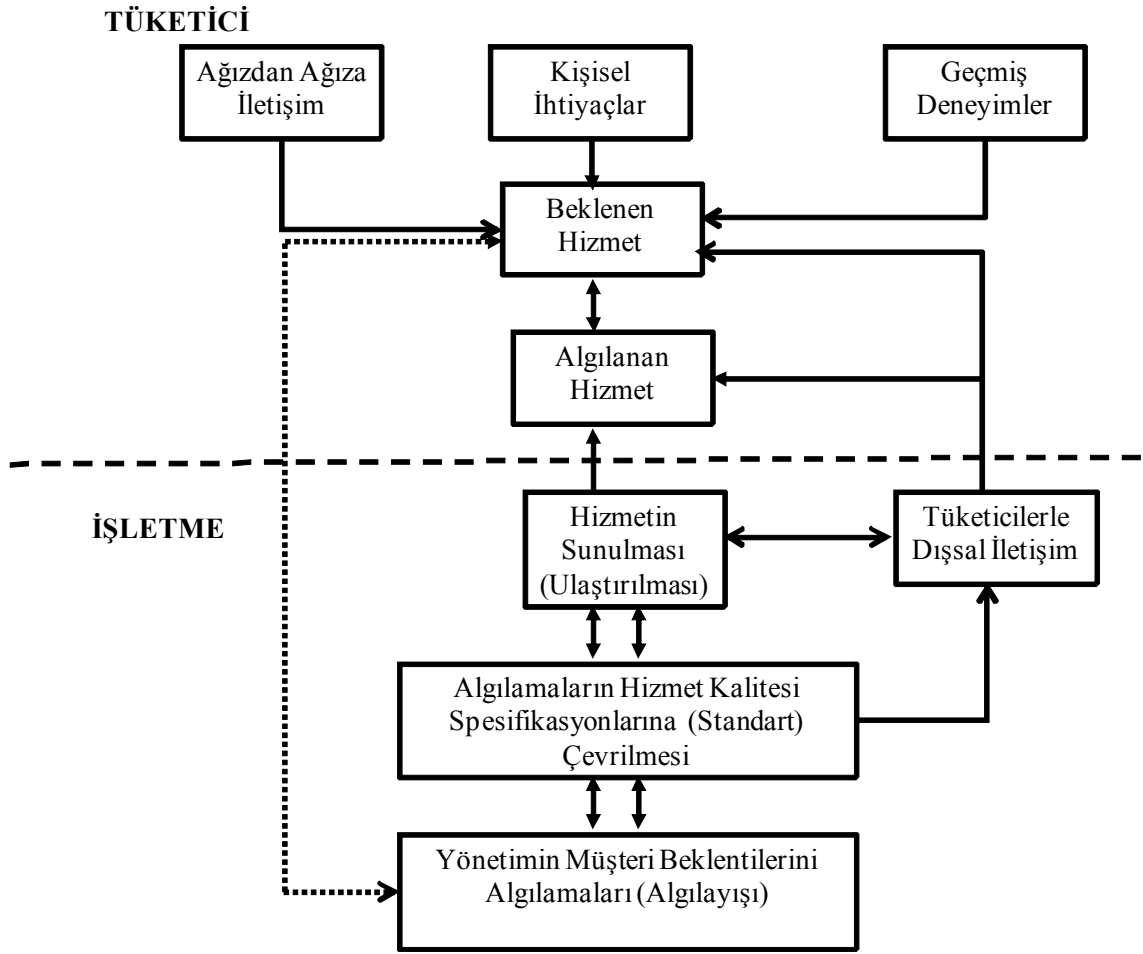 TÜKETİCİ
Ağızdan Ağıza
İletişim
Kişisel
İhtiyaçlar
Geçmiş
Deneyimler
Beklenen
Hizmet
Algılanan
Hizmet
İŞLETME
Hizmetin
Sunulması
(Ulaştırılması)
Tüketicilerle
Dışsal İletişim
Algılamaların Hizmet Kalitesi
Spesifikasyonlarına (Standart)
Çevrilmesi
Yönetimin Müşteri Beklentilerini
Algılamaları (Algılayışı)